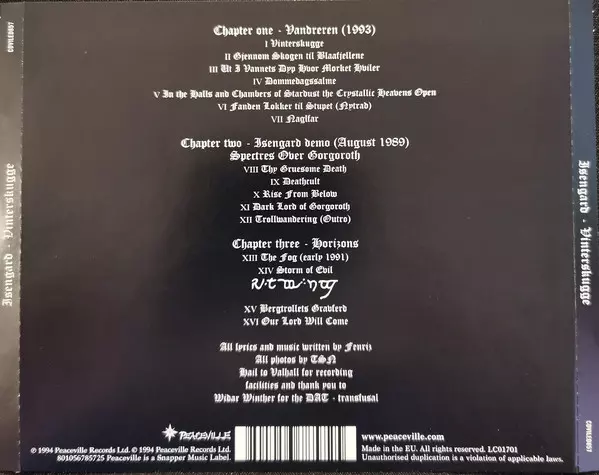 Chapter one - Vandreren (1993)
I Vinterskugge
II Gjennom Skogen til Blaafjellene
III Ut I Vannets Dyp Hvor Morket Hviler
IV Dommedagssalme
V In the Halls and Chambers of Stardust the Crystallic Heavens Open
VI Fanden Lokker til Stupet (Nytrad)
VII Naglfar
Chapter two - Isengard demo (August 1989)
Spectres Over Gorgoroth
VIII Thy Gruesome Death
IX Deathcult
X Rise From Below
XI Dark Lord of Gorgoroth
XII Trollwandering (Outro)
Chapter three - Horizons
XIII The Fog (early 1991)
XIV Storm of Evil
XV Bergtrollets Gravferd
XVI Our Lord Will Come
All lyrics and music written by Fenriz
All photos by TSN
Hail to Valhall for recording
facilities and thank you to
Widar Winther for the DAT - transfusal
PEACEVILLE
www.peaceville.com
℗ 1994 Peaceville Records Ltd. © 1994 Peaceville Records Ltd.
801056785725 Peaceville is a Snapper Music Label.
Made in the EU. All rights reserved. LC01701
Unauthorised duplication is a violation of applicable laws.
CDVILED857
Isengard - Vinterskugge
Isengard - Vinterskugge
CDVILED857